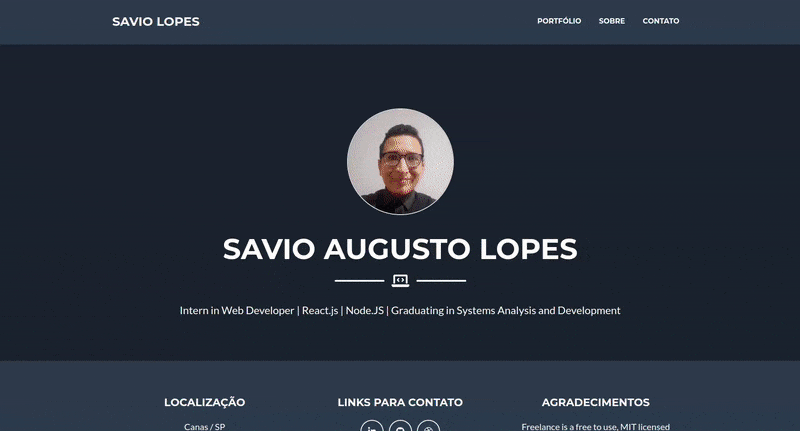 SAVIO LOPES
PORTFÓLIO SOBRE CONTATO
SAVIO AUGUSTO LOPES
Intern in Web Developer | React.js | Node.JS | Graduating in Systems Analysis and Development
LOCALIZAÇÃO
Canas / SP
LINKS PARA CONTATO
AGRADECIMENTOS
Freelance is a free to use, MIT licensed